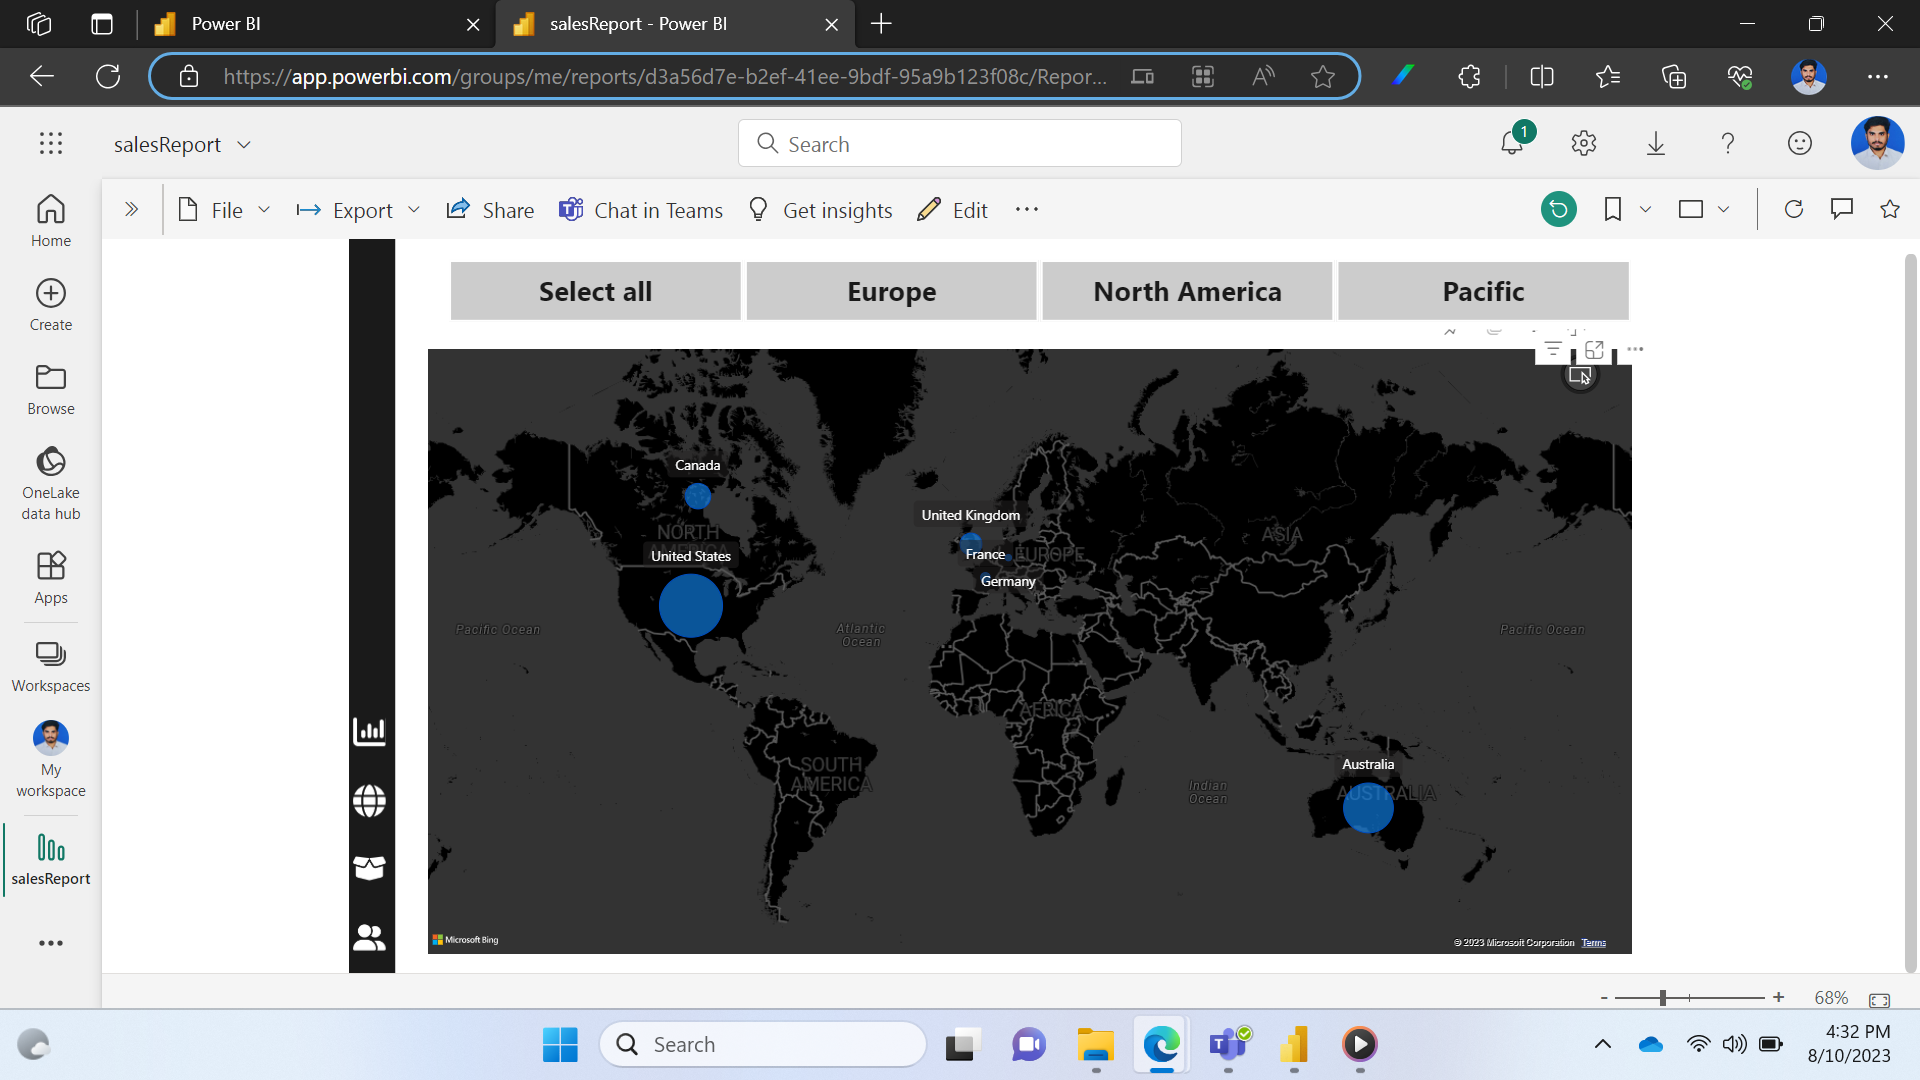 Power BI
salesReport - Power BI
https://app.powerbi.com/groups/me/reports/d3a56d7e-b2ef-41ee-9bdf-95a9b123f08c/Repor...
salesReport
Search
1
File
Export
Share
Chat in Teams
Get insights
Edit
Home
Create
Browse
OneLake
data hub
Apps
Workspaces
My
workspace
salesReport
Select all
Europe
North America
Pacific
Canada
NORTH
AMERICA
United States
United Kingdom
France
EUROPE
Germany
ASIA
Pacific Ocean
Atlantic
Ocean
Pacific Ocean
AFRICA
SOUTH
AMERICA
Indian
Ocean
Australia
AUSTRALIA
Microsoft Bing
© 2023 Microsoft Corporation Terms
- + 68%
Search
4:32 PM
8/10/2023